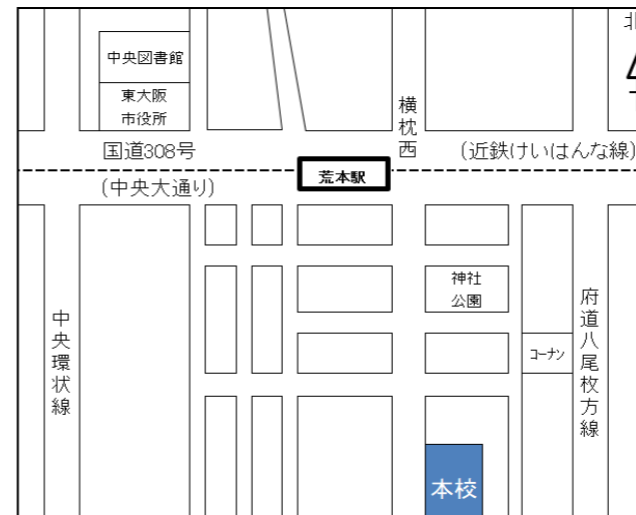 北
中央図書館
東大阪
市役所
横枕西
国道308号
(近鉄けいはんな線)
荒本駅
(中央大通り)
神社
公園
中央環状線
府道八尾枚方線
コーナン
本校